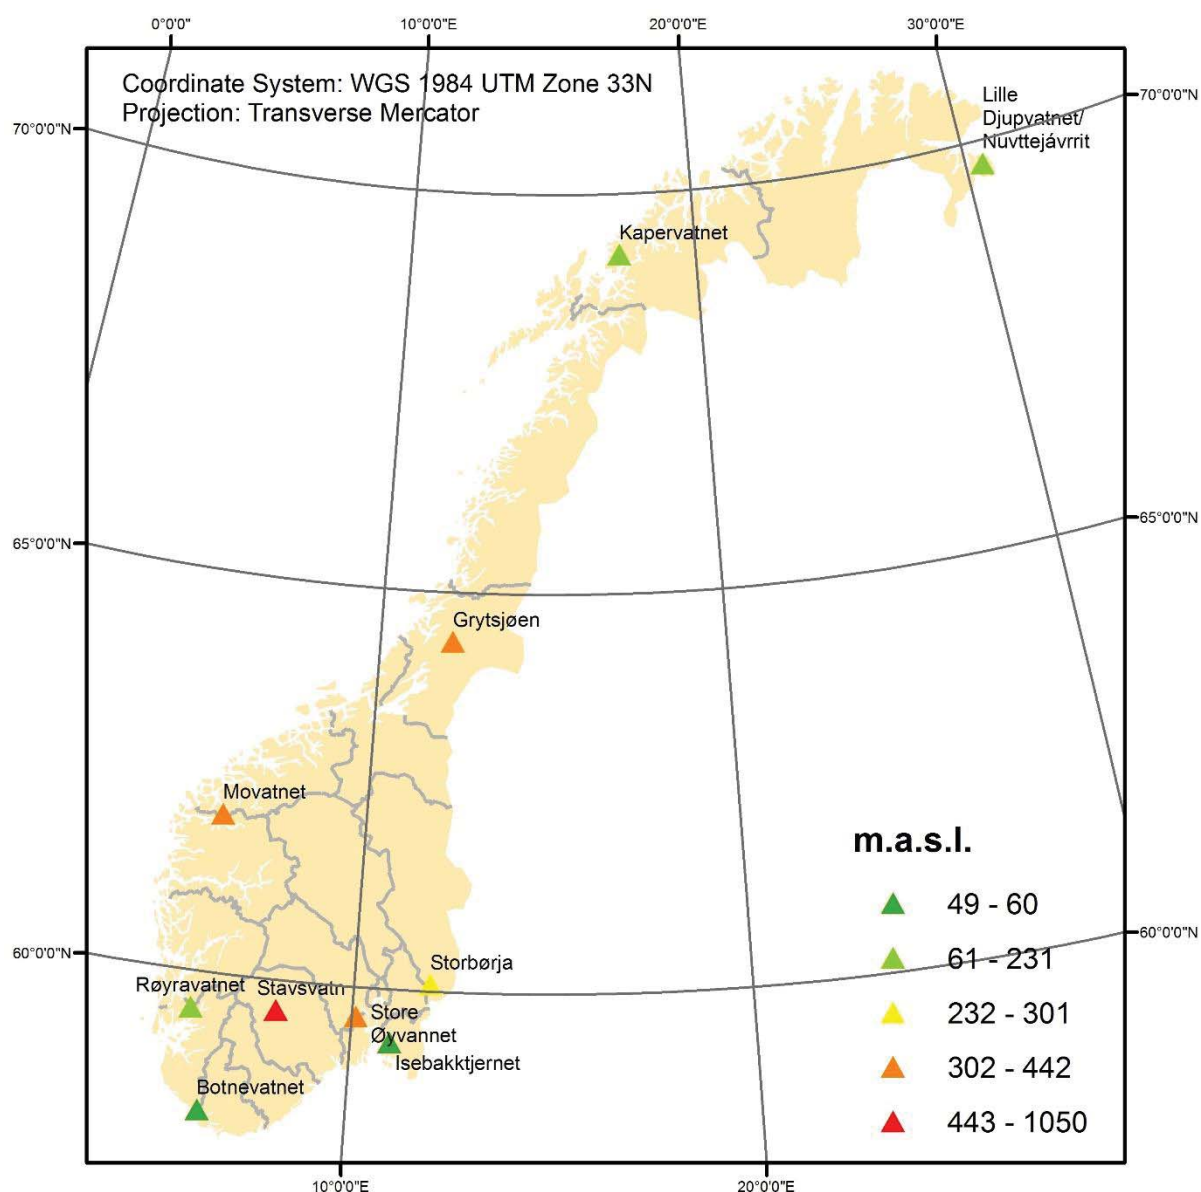 0°0'0"
10°0'0"E
20°0'0"E
30°0'0"E
Coordinate System: WGS 1984 UTM Zone 33N
Projection: Transverse Mercator
70°0'0"N
70°0'0"N
Lille
Djupvatnet/
Nuvttejávrrit
Kapervatnet
65°0'0"N
65°0'0"N
Grytsjøen
Movatnet
m.a.s.l.
49 - 60
61 - 231
232 - 301
302 - 442
443 - 1050
60°0'0"N
60°0'0"N
Storbørja
Røyravatnet
Stavsvatn
Store
Øyvannet
Isebakktjernet
Botnevatnet
10°0'0"E
20°0'0"E